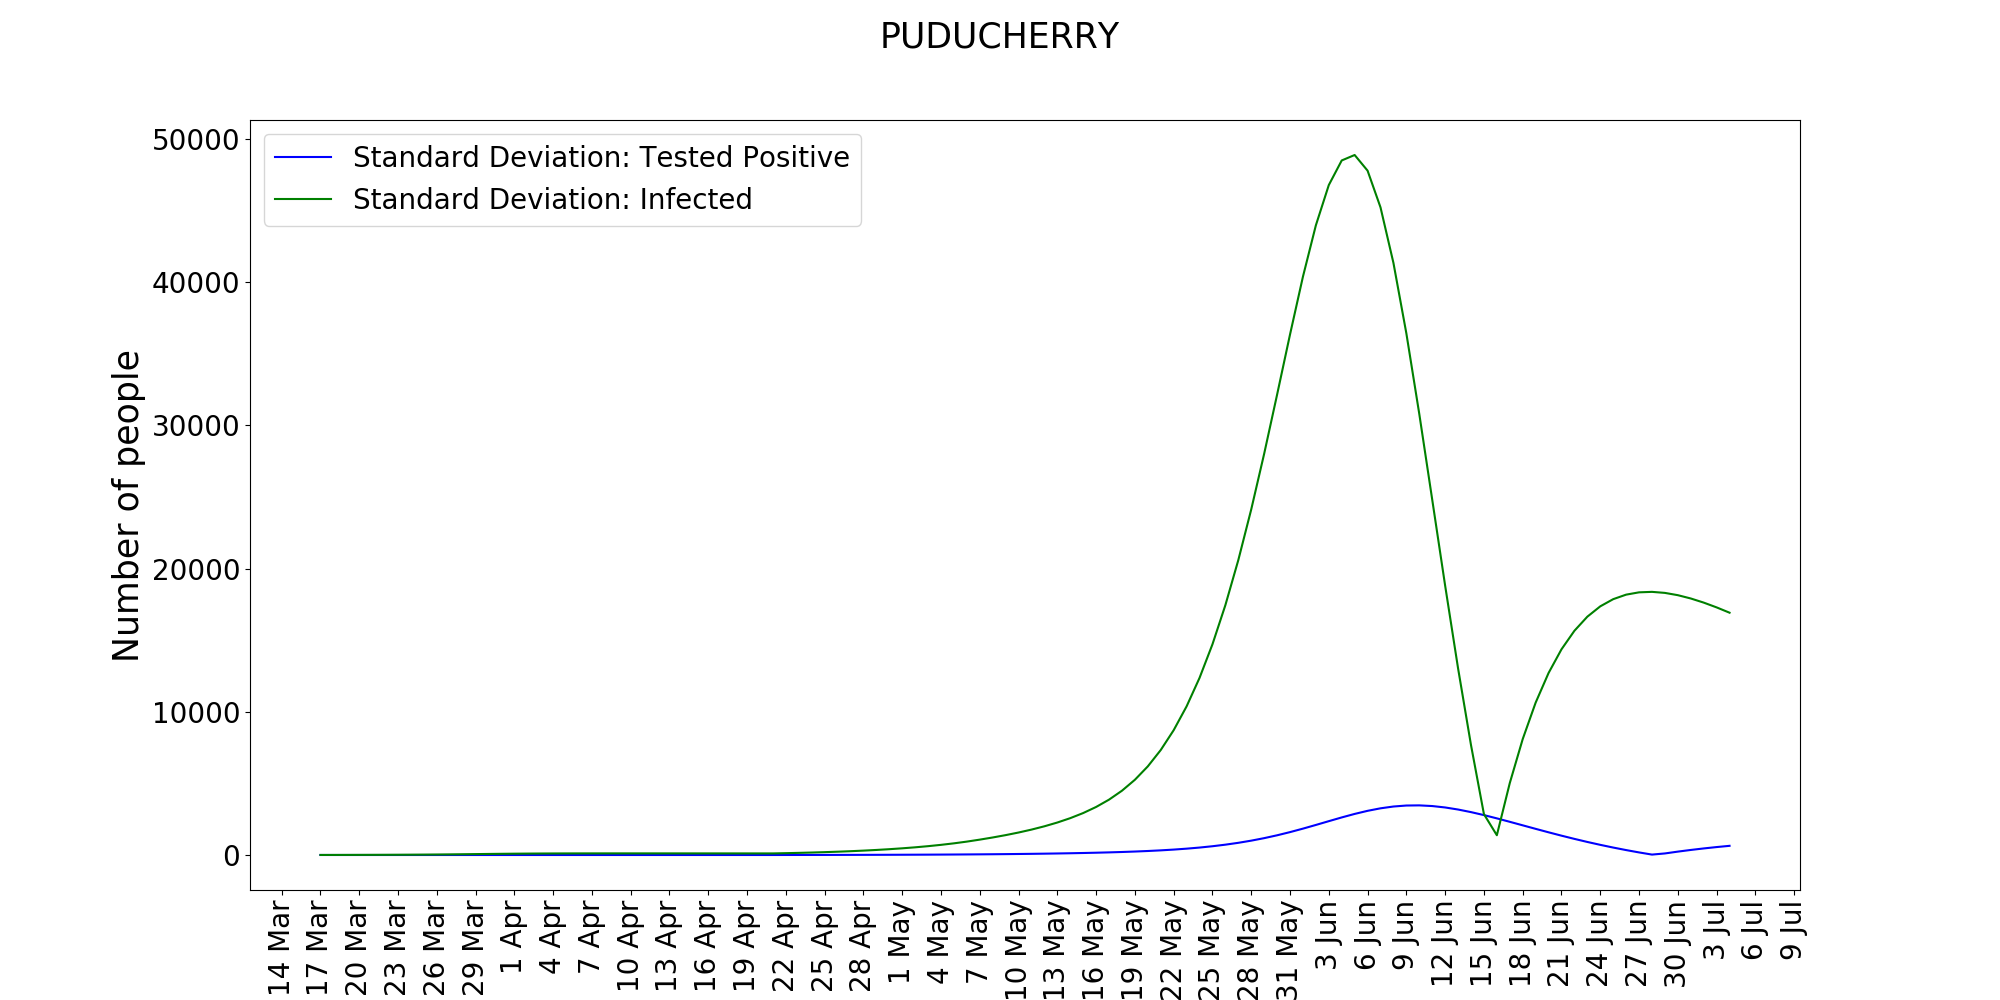 PUDUCHERRY
Standard Deviation: Tested Positive
Standard Deviation: Infected
Number of people
50000
40000
30000
20000
10000
0
14 Mar
17 Mar
20 Mar
23 Mar
26 Mar
29 Mar
1 Apr
4 Apr
7 Apr
10 Apr
13 Apr
16 Apr
19 Apr
22 Apr
25 Apr
28 Apr
1 May
4 May
7 May
10 May
13 May
16 May
19 May
22 May
25 May
28 May
31 May
3 Jun
6 Jun
9 Jun
12 Jun
15 Jun
18 Jun
21 Jun
24 Jun
27 Jun
30 Jun
3 Jul
6 Jul
9 Jul